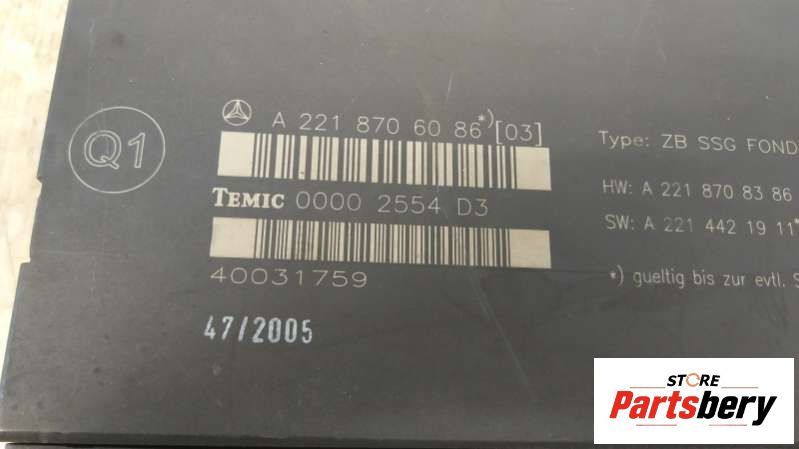 Q1
A 221 870 60 86*)[03]
TEMIC 0000 2554 D3
40031759
47/2005
Type: ZB SSG FOND
HW: A 221 870 83 86
SW: A 221 442 19 11*
*) gueltig bis zur evtl. S
STORE
Partsbery